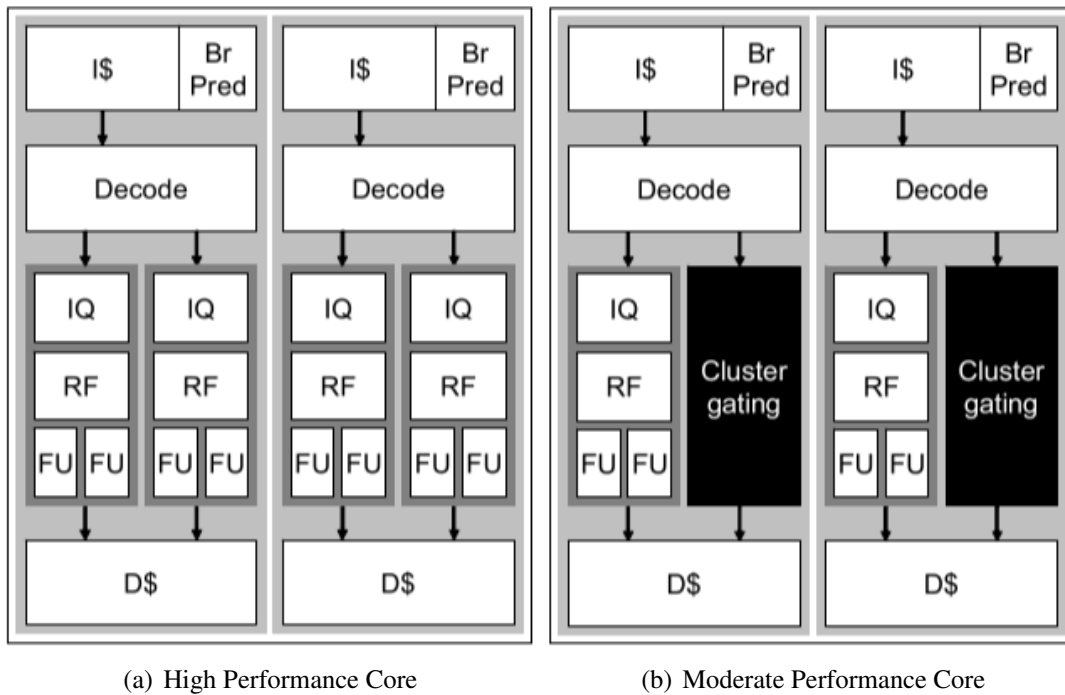 I$
Br
Pred
Decode
IQ
IQ
RF
RF
FU
FU
FU
FU
D$
I$
Br
Pred
Decode
IQ
IQ
RF
RF
FU
FU
FU
FU
D$
(a) High Performance Core
I$
Br
Pred
Decode
IQ
RF
FU
FU
Cluster
gating
D$
I$
Br
Pred
Decode
IQ
RF
FU
FU
Cluster
gating
D$
(b) Moderate Performance Core